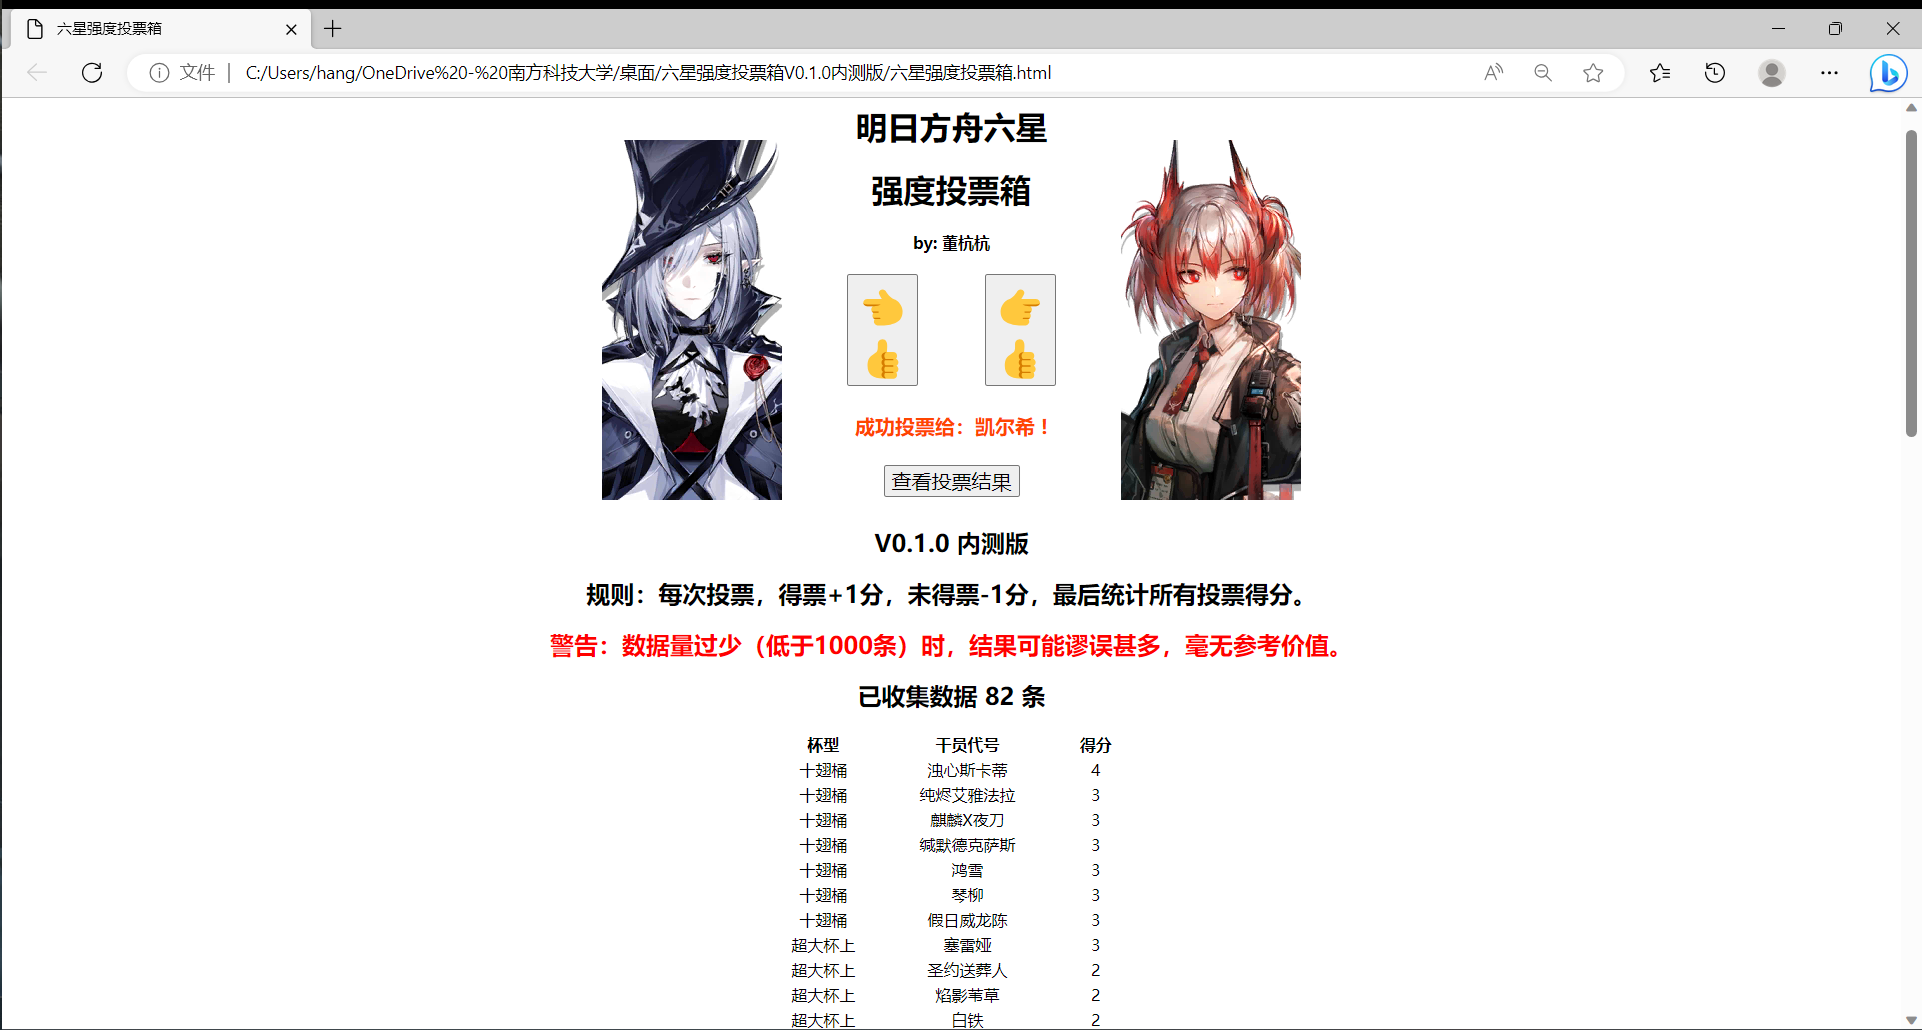 六星强度投票箱
文件 | C:/Users/hang/OneDrive%20-%20南方科技大学/桌面/六星强度投票箱V0.1.0内测版/六星强度投票箱.html
明日方舟六星
强度投票箱
by: 董杭杭
成功投票给：凯尔希！
查看投票结果
V0.1.0 内测版
规则：每次投票，得票+1分，未得票-1分，最后统计所有投票得分。
警告：数据量过少（低于1000条）时，结果可能谬误甚多，毫无参考价值。
已收集数据 82 条
杯型 干员代号 得分
十翅桶 浊心斯卡蒂 4
十翅桶 纯烬艾雅法拉 3
十翅桶 麒麟X夜刀 3
十翅桶 缄默德克萨斯 3
十翅桶 鸿雪 3
十翅桶 琴柳 3
十翅桶 假日威龙陈 3
超大杯上 塞雷娅 3
超大杯上 圣约送葬人 2
超大杯上 焰影苇草 2
超大杯上 白铁 2